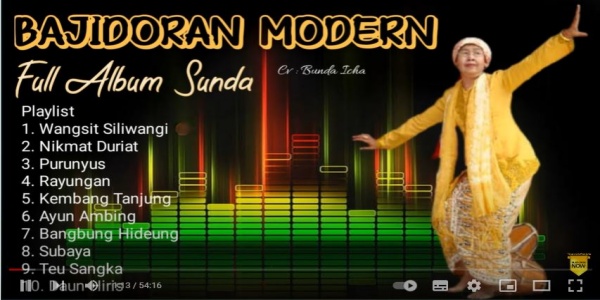 BAJIDORAN MODERN
Full Album Sunda
Cv : Bunda Icha
Playlist
1. Wangsit Siliwangi
2. Nikmat Duriat
3. Purunyus
4. Rayungan
5. Kembang Tanjung
6. Ayun Ambing
7. Bangbung Hideung
8. Subaya
9. Teu Sangka
54:16
NOW